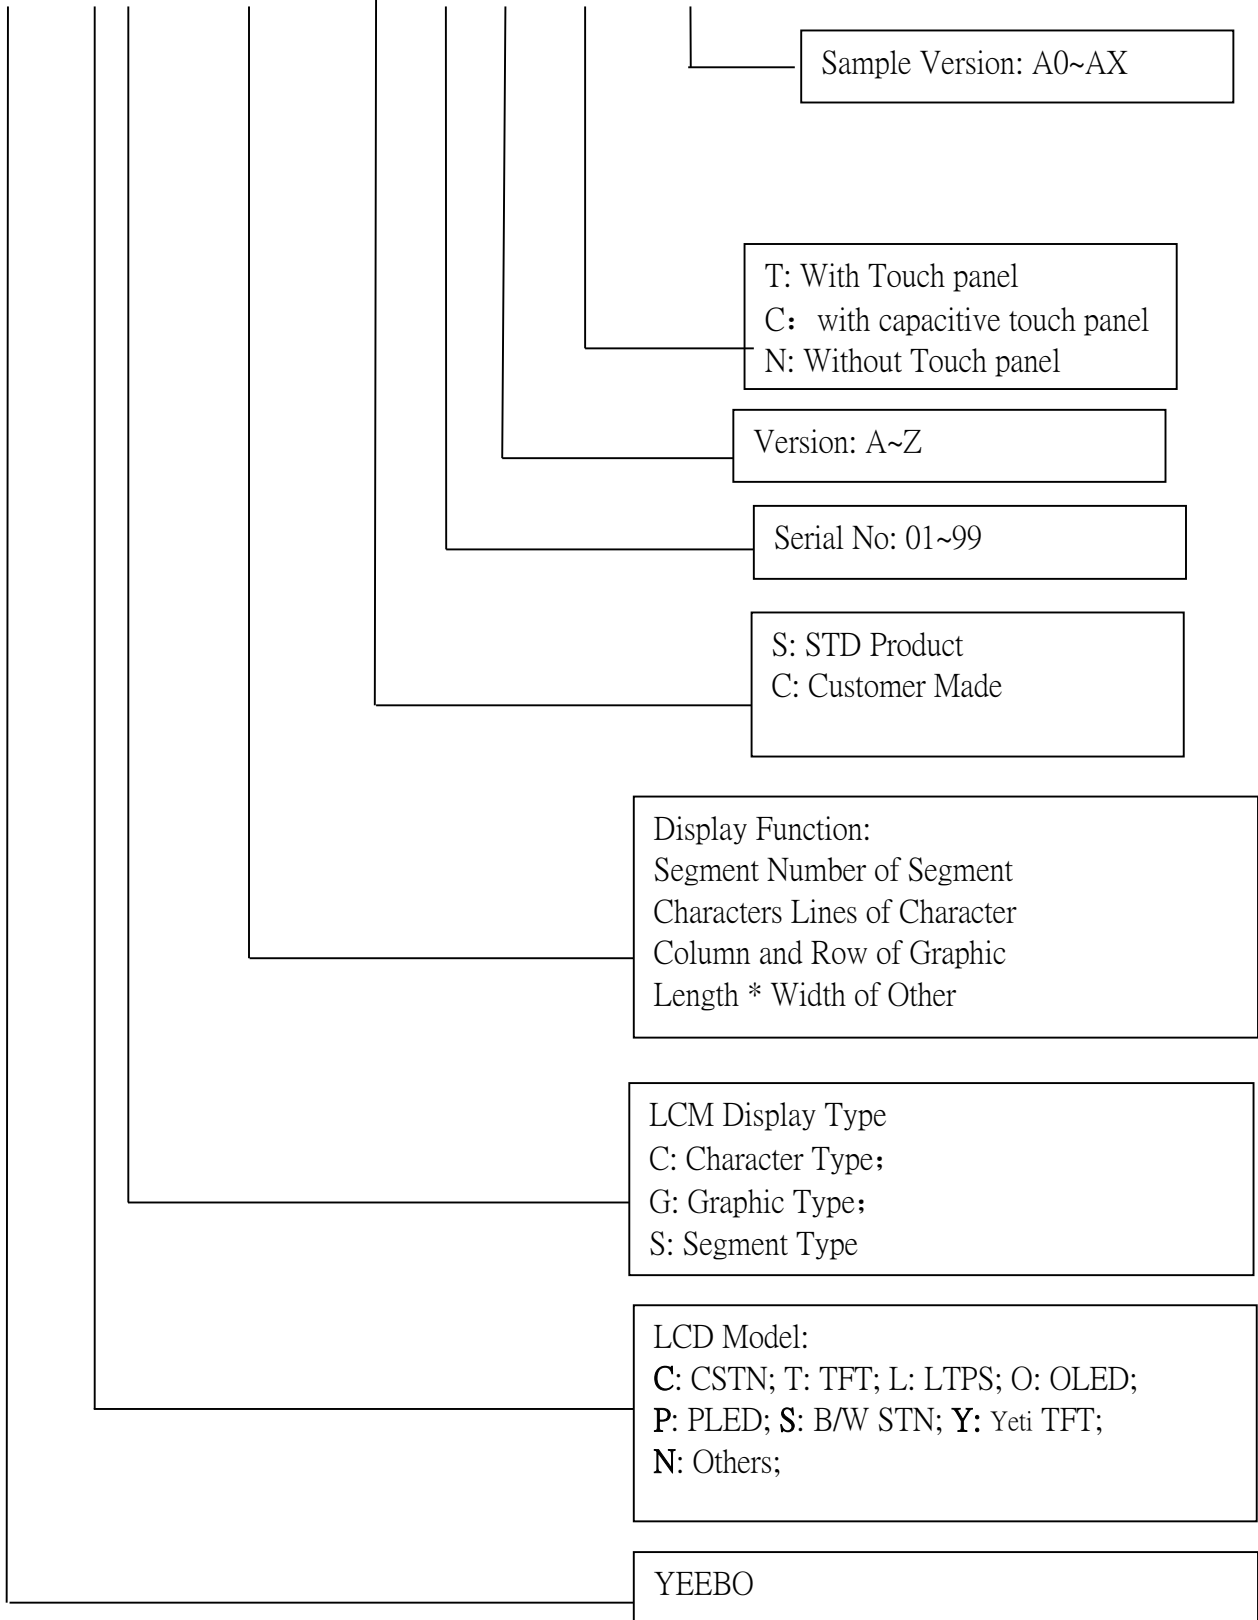 Sample Version: A0~AX
T: With Touch panel
C： with capacitive touch panel
N: Without Touch panel
Version: A~Z
Serial No: 01~99
S: STD Product
C: Customer Made
Display Function:
Segment Number of Segment
Characters Lines of Character
Column and Row of Graphic
Length * Width of Other
LCM Display Type
C: Character Type；
G: Graphic Type；
S: Segment Type
LCD Model:
C: CSTN; T: TFT; L: LTPS; O: OLED;
P: PLED; S: B/W STN; Y: Yeti TFT;
N: Others;
YEEBO